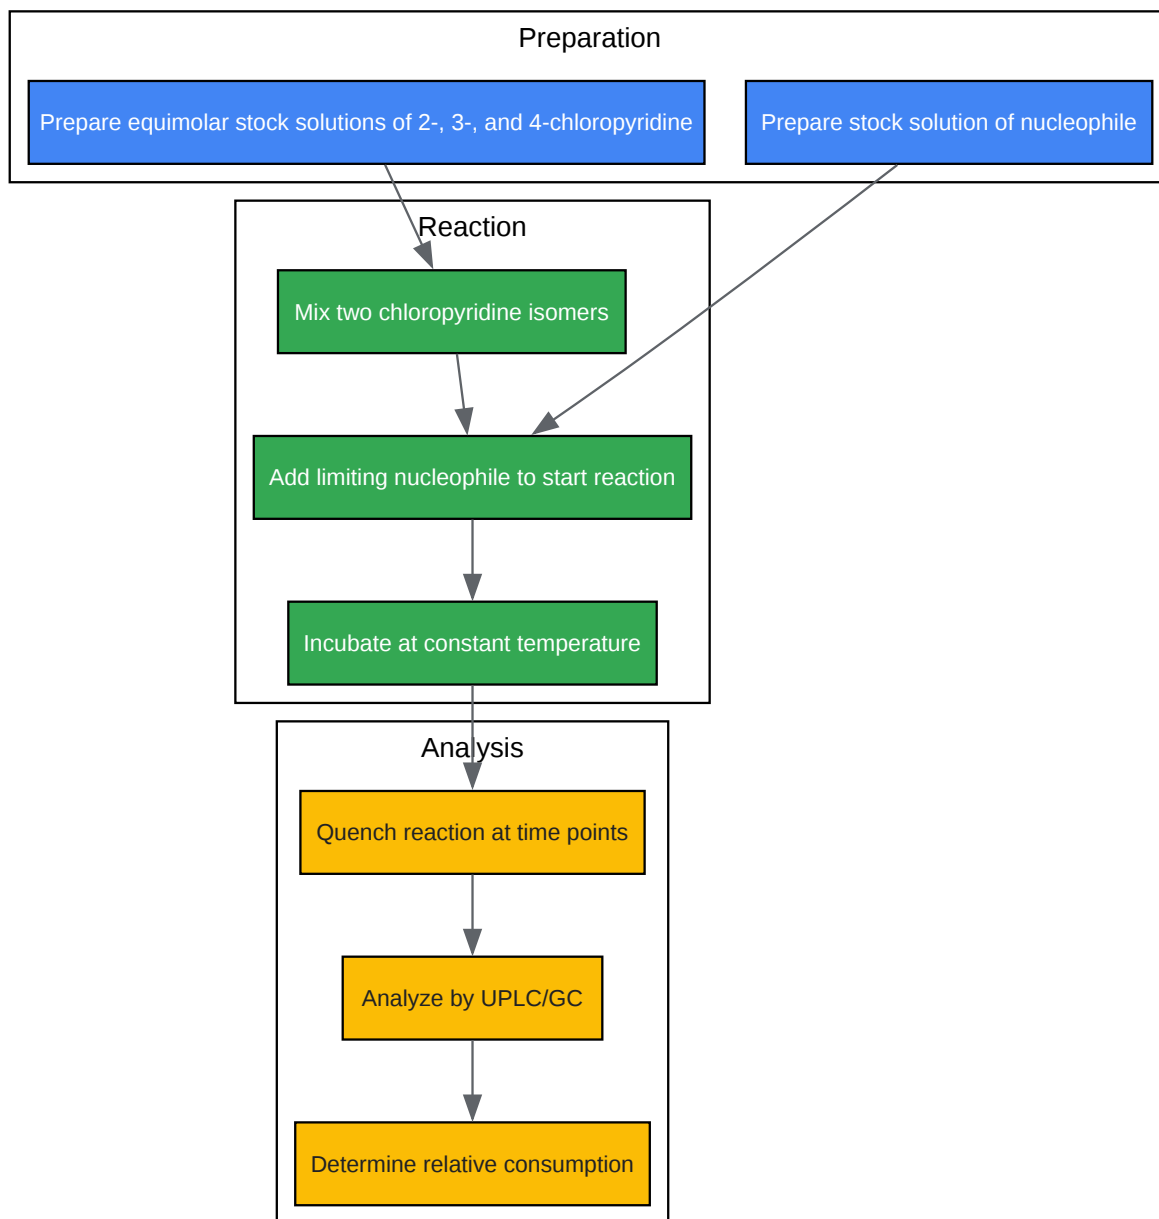 Preparation
Prepare equimolar stock solutions of 2-, 3-, and 4-chloropyridine
Prepare stock solution of nucleophile
Reaction
Mix two chloropyridine isomers
Add limiting nucleophile to start reaction
Incubate at constant temperature
Analysis
Quench reaction at time points
Analyze by UPLC/GC
Determine relative consumption